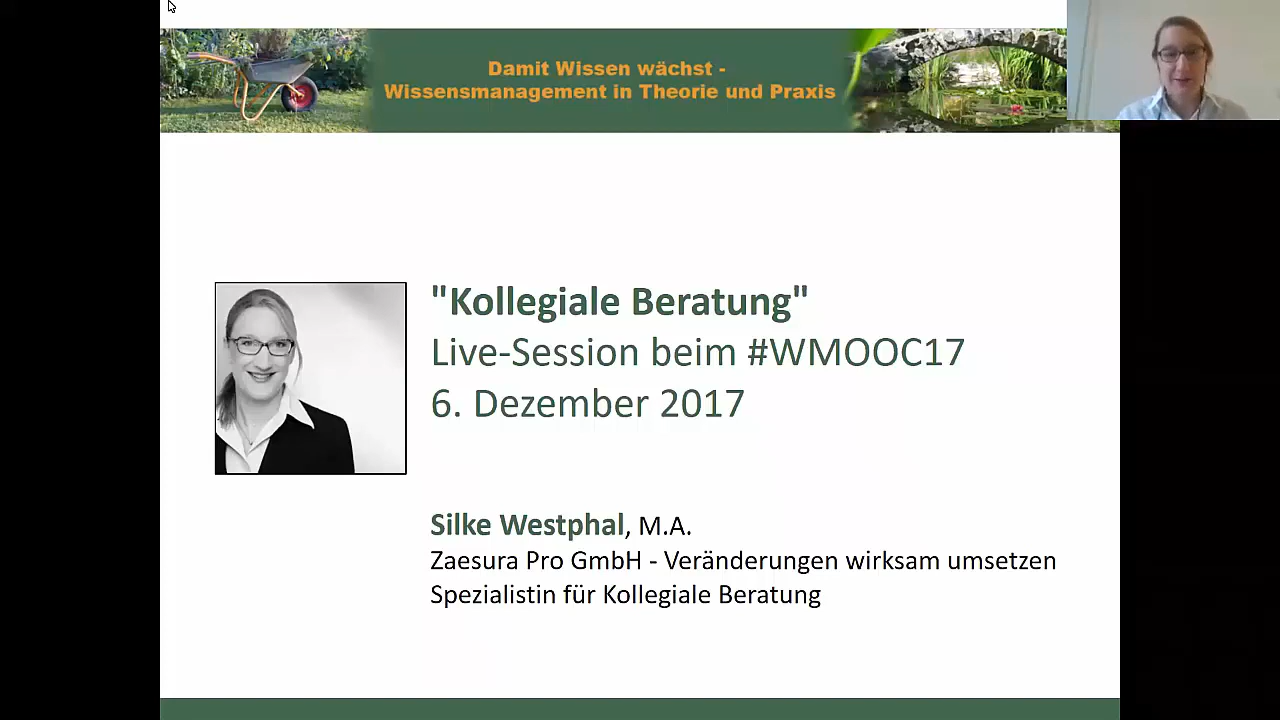 Damit Wissen wächst -
Wissensmanagement in Theorie und Praxis
"Kollegiale Beratung"
Live-Session beim #WMOOC17
6. Dezember 2017
Silke Westphal, M.A.
Zaesura Pro GmbH - Veränderungen wirksam umsetzen
Spezialistin für Kollegiale Beratung